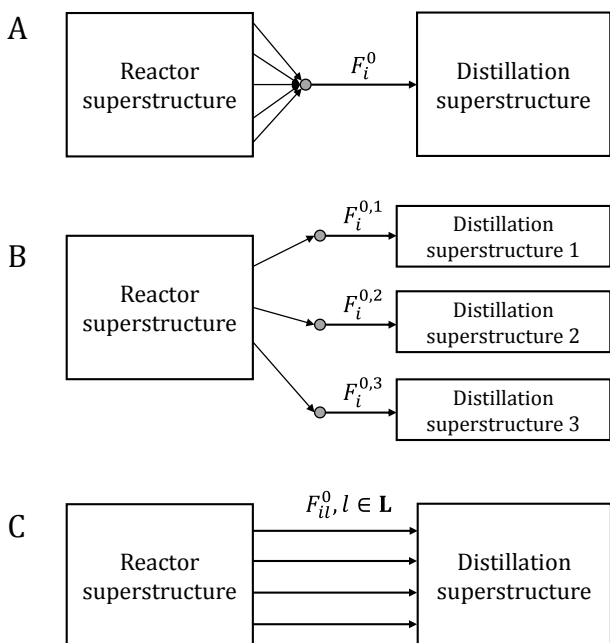 A
Reactor
superstructure
F_i^0
Distillation
superstructure
B
Reactor
superstructure
F_i^{0,1}
Distillation
superstructure 1
F_i^{0,2}
Distillation
superstructure 2
F_i^{0,3}
Distillation
superstructure 3
C
Reactor
superstructure
F_{il}^0, l ∈ L
Distillation
superstructure